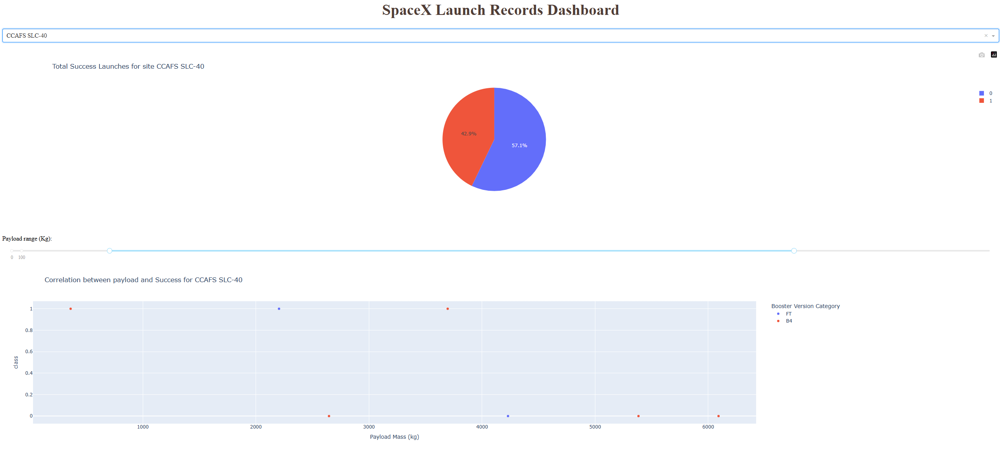 SpaceX Launch Records Dashboard
CCAFS SLC-40
Total Success Launches for site CCAFS SLC-40
0
1
42.9%
57.1%
Payload range (Kg):
0 100
Correlation between payload and Success for CCAFS SLC-40
Booster Version Category
FT
B4
1
0.8
0.6
0.4
0.2
0
class
1000 2000 3000 4000 5000 6000
Payload Mass (kg)